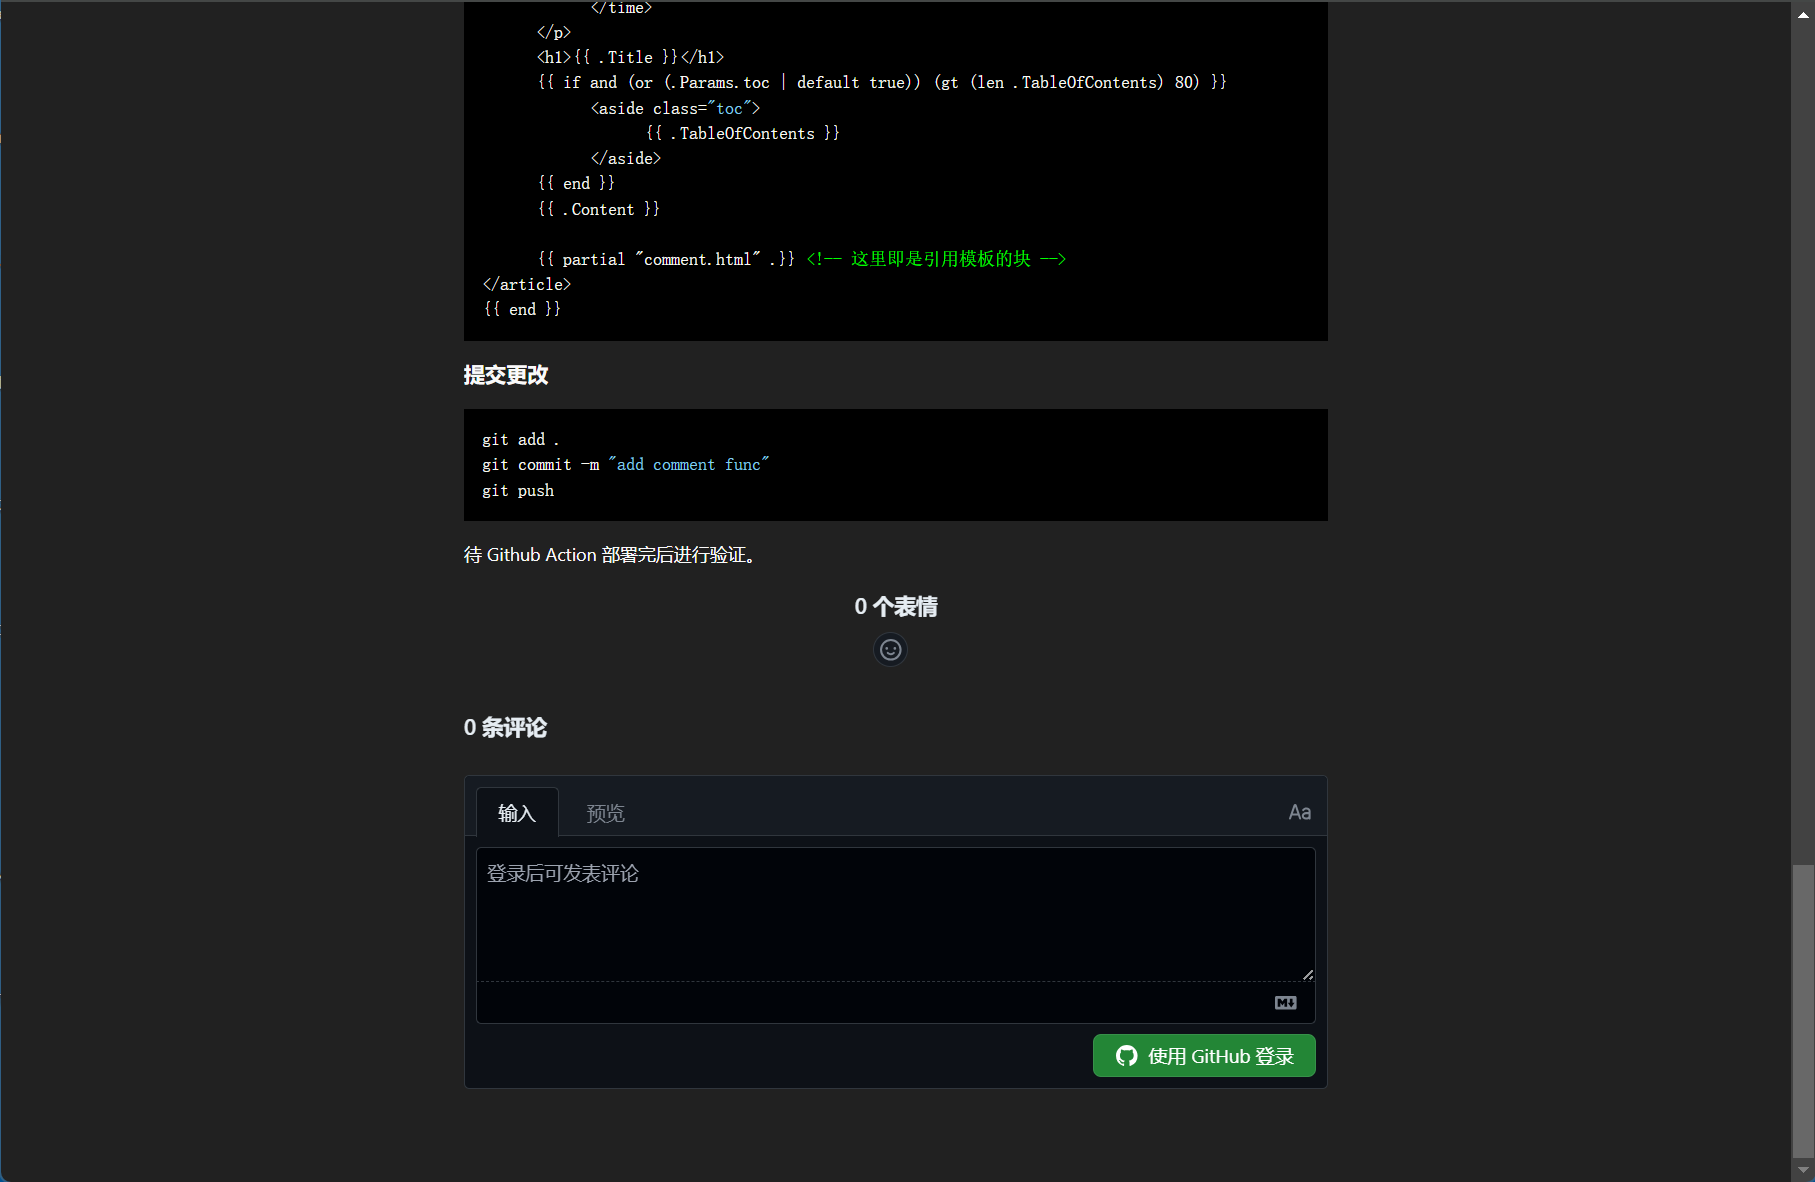 </time>
</p>
<h1>{{ .Title }}</h1>
{{ if and (or (.Params.toc | default true)) (gt (len .TableOfContents) 80) }}
<aside class="toc">
{{ .TableOfContents }}
</aside>
{{ end }}
{{ .Content }}
{{ partial "comment.html" .}} <!-- 这里即是引用模板的块 -->
</article>
{{ end }}
提交更改
git add .
git commit -m "add comment func"
git push
待 Github Action 部署完后进行验证。
0 个表情
0 条评论
输入 预览 Aa
登录后可发表评论
M
使用 GitHub 登录